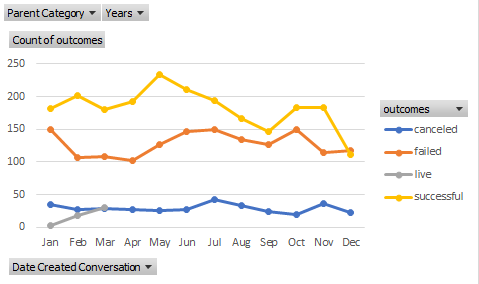 Parent Category Years
Count of outcomes
250
200
150
100
50
0
Jan Feb Mar Apr May Jun Jul Aug Sep Oct Nov Dec
outcomes
canceled
failed
live
successful
Date Created Conversation